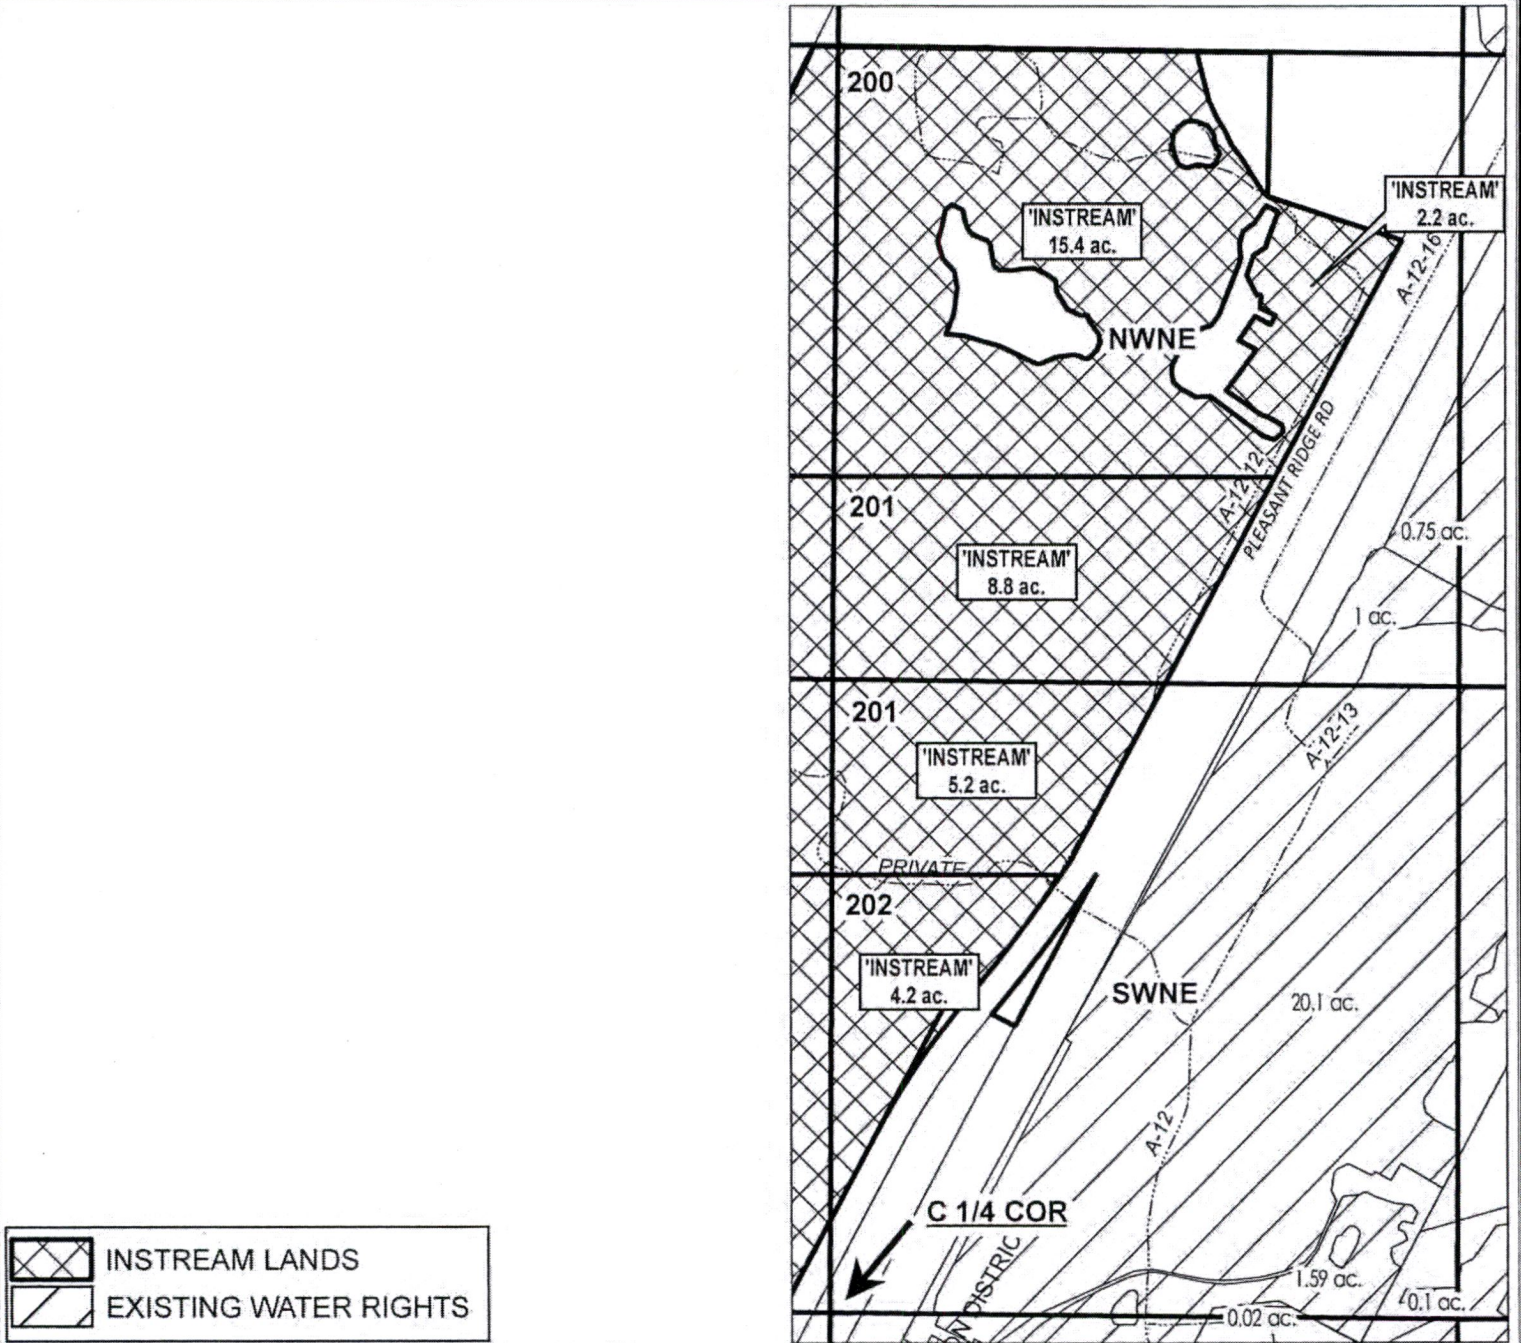 200
'INSTREAM'
2.2 ac.
'INSTREAM'
15.4 ac.
A-12-16
NWNE
PLEASANT RIDGE RD
A-12-12
201
0.75 ac.
'INSTREAM'
8.8 ac.
1 ac.
201
A-12-13
'INSTREAM'
5.2 ac.
PRIVATE
202
'INSTREAM'
4.2 ac.
SWNE
20.1 ac.
A-12
C 1/4 COR
N DISTRIC
1.59 ac.
0.1 ac.
0.02 ac.
INSTREAM LANDS
EXISTING WATER RIGHTS